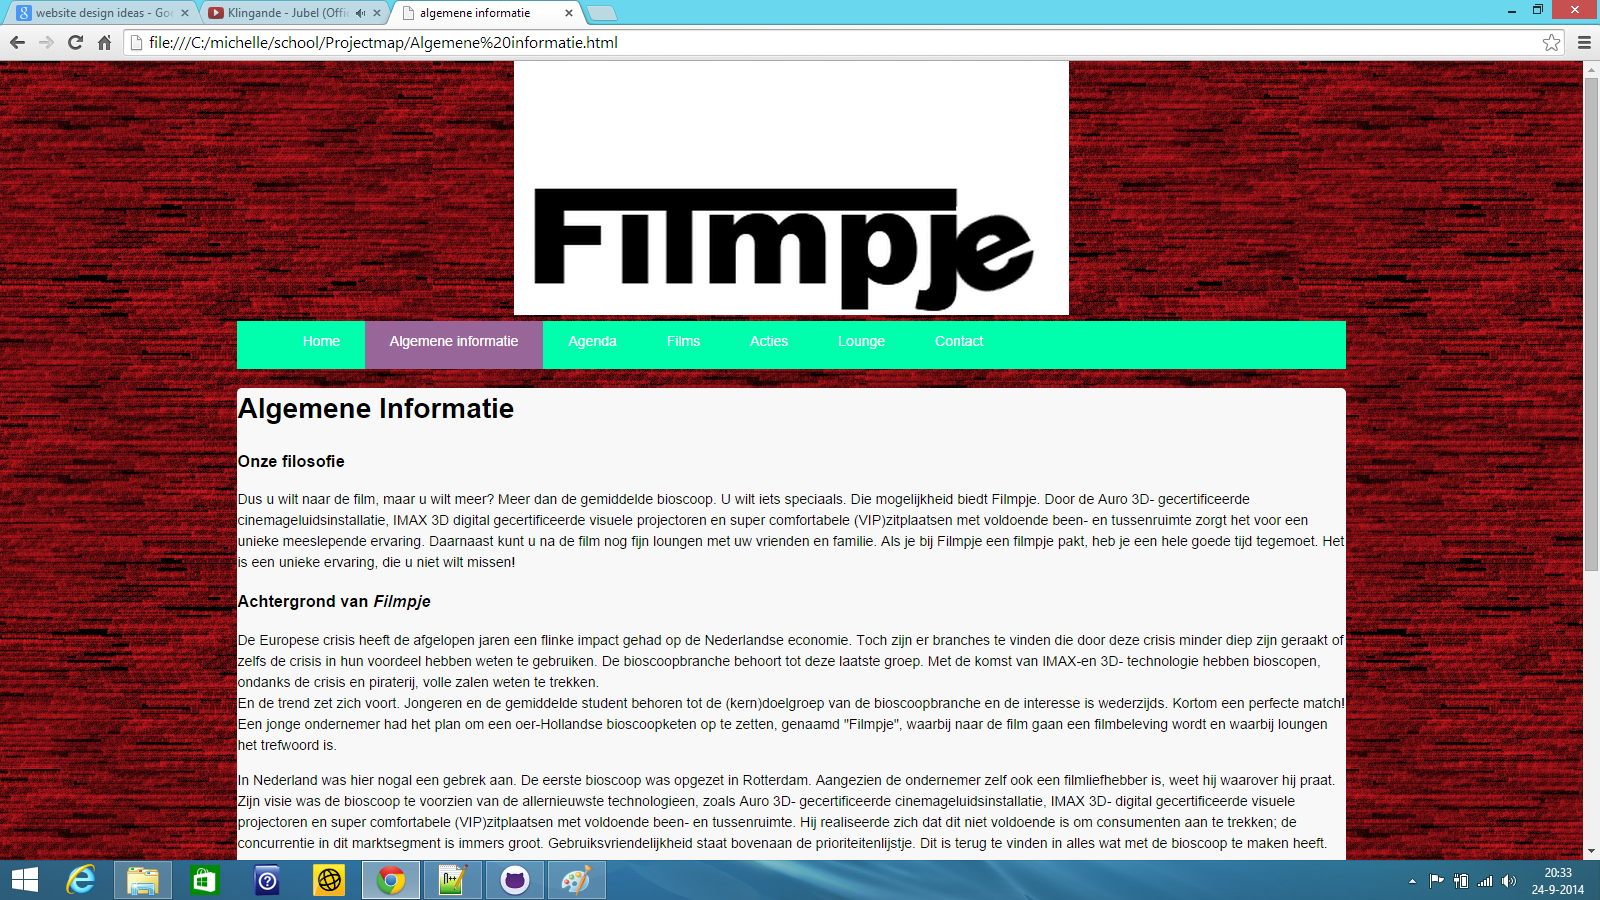 website design ideas - Goo
Klingande - Jubel (Offic
algemene informatie
file:///C:/michelle/school/Projectmap/Algemene%20informatie.html
Filmpje
Home Algemene informatie Agenda Films Acties Lounge Contact
Algemene Informatie
Onze filosofie
Dus u wilt naar de film, maar u wilt meer? Meer dan de gemiddelde bioscoop. U wilt iets speciaals. Die mogelijkheid biedt Filmpje. Door de Auro 3D- gecertificeerde
cinemageluidsinstallatie, IMAX 3D digital gecertificeerde visuele projectoren en super comfortabele (VIP)zitplaatsen met voldoende been- en tussenruimte zorgt het voor een
unieke meeslepende ervaring. Daarnaast kunt u na de film nog fijn loungen met uw vrienden en familie. Als je bij Filmpje een filmpje pakt, heb je een hele goede tijd tegemoet. Het
is een unieke ervaring, die u niet wilt missen!
Achtergrond van Filmpje
De Europese crisis heeft de afgelopen jaren een flinke impact gehad op de Nederlandse economie. Toch zijn er branches te vinden die door deze crisis minder diep zijn geraakt of
zelfs de crisis in hun voordeel hebben weten te gebruiken. De bioscoopbranche behoort tot deze laatste groep. Met de komst van IMAX-en 3D- technologie hebben bioscopen,
ondanks de crisis en piraterij, volle zalen weten te trekken.
En de trend zet zich voort. Jongeren en de gemiddelde student behoren tot de (kern)doelgroep van de bioscoopbranche en de interesse is wederzijds. Kortom een perfecte match!
Een jonge ondernemer had het plan om een oer-Hollandse bioscoopketen op te zetten, genaamd "Filmpje", waarbij naar de film gaan een filmbeleving wordt en waarbij loungen
het trefwoord is.
In Nederland was hier nogal een gebrek aan. De eerste bioscoop was opgezet in Rotterdam. Aangezien de ondernemer zelf ook een filmliefhebber is, weet hij waarover hij praat.
Zijn visie was de bioscoop te voorzien van de allernieuwste technologieen, zoals Auro 3D- gecertificeerde cinemageluidsinstallatie, IMAX 3D- digital gecertificeerde visuele
projectoren en super comfortabele (VIP)zitplaatsen met voldoende been- en tussenruimte. Hij realiseerde zich dat dit niet voldoende is om consumenten aan te trekken; de
concurrentie in dit marktsegment is immers groot. Gebruiksvriendelijkheid staat bovenaan de prioriteitenlijstje. Dit is terug te vinden in alles wat met de bioscoop te maken heeft.
20:33
24-9-2014